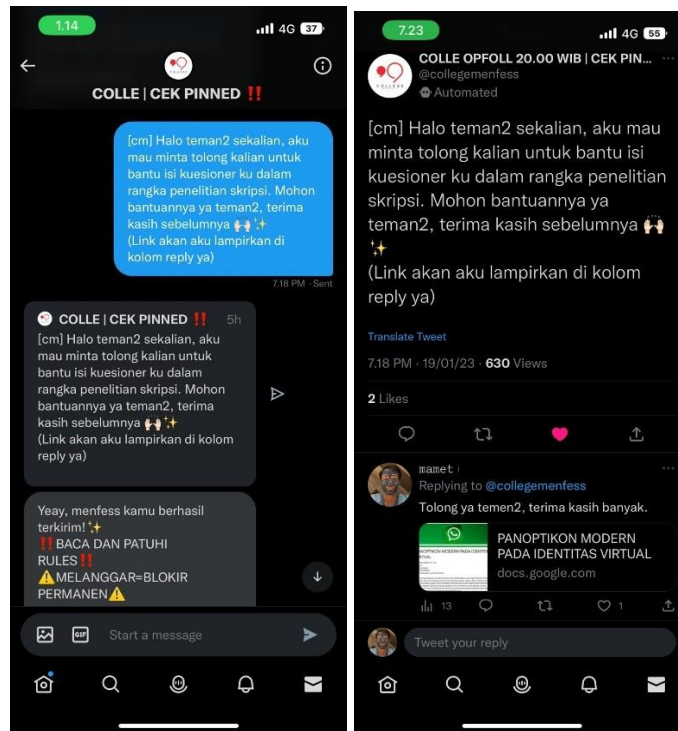 1.14
4G 37
COLLE | CEK PINNED ‼️
[cm] Halo teman2 sekalian, aku
mau minta tolong kalian untuk
bantu isi kuesioner ku dalam
rangka penelitian skripsi. Mohon
bantuannya ya teman2, terima
kasih sebelumnya 🙌🏻✨
(Link akan aku lampirkan di
kolom reply ya)
7.18 PM · Sent
COLLE | CEK PINNED ‼️ 5h
[cm] Halo teman2 sekalian, aku
mau minta tolong kalian untuk
bantu isi kuesioner ku dalam
rangka penelitian skripsi. Mohon
bantuannya ya teman2, terima
kasih sebelumnya 🙌🏻✨
(Link akan aku lampirkan di kolom
reply ya)
Yeay, menfess kamu berhasil
terkirim!✨
‼️BACA DAN PATUHI
RULES‼️
⚠️MELANGGAR=BLOKIR
PERMANEN⚠️
GIF
Start a message
7.23
4G 55
COLLE OPFOLL 20.00 WIB | CEK PIN...
@collegemenfess
Automated
[cm] Halo teman2 sekalian, aku mau
minta tolong kalian untuk bantu isi
kuesioner ku dalam rangka penelitian
skripsi. Mohon bantuannya ya
teman2, terima kasih sebelumnya 🙌🏻
✨
(Link akan aku lampirkan di kolom
reply ya)
Translate Tweet
7.18 PM · 19/01/23 · 630 Views
2 Likes
mamet
Replying to @collegemenfess
Tolong ya temen2, terima kasih banyak.
PANOPTIKON MODERN
PADA IDENTITAS VIRTUAL
docs.google.com
13
1
Tweet your reply